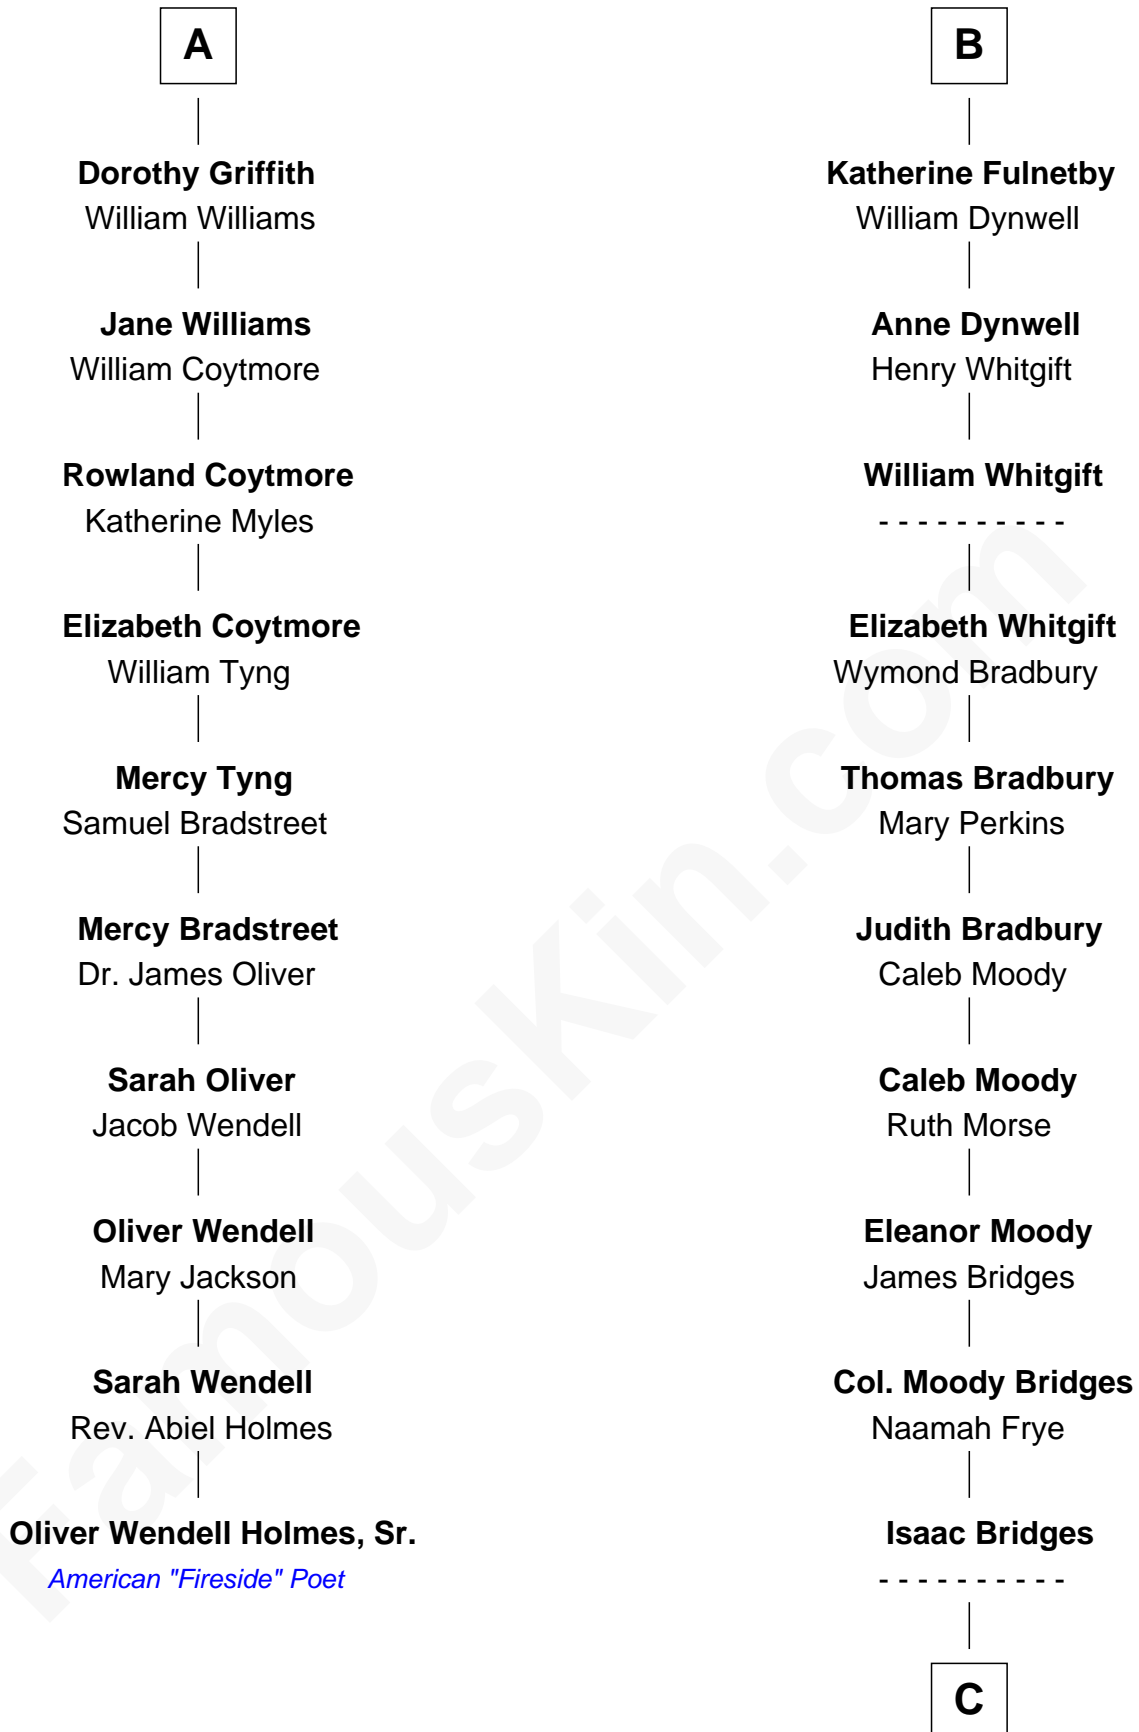 A
Dorothy Griffith
William Williams
Jane Williams
William Coytmore
Rowland Coytmore
Katherine Myles
Elizabeth Coytmore
William Tyng
Mercy Tyng
Samuel Bradstreet
Mercy Bradstreet
Dr. James Oliver
Sarah Oliver
Jacob Wendell
Oliver Wendell
Mary Jackson
Sarah Wendell
Rev. Abiel Holmes
Oliver Wendell Holmes, Sr.
American "Fireside" Poet
B
Katherine Fulnetby
William Dynwell
Anne Dynwell
Henry Whitgift
William Whitgift
- - - - - - - - - -
Elizabeth Whitgift
Wymond Bradbury
Thomas Bradbury
Mary Perkins
Judith Bradbury
Caleb Moody
Caleb Moody
Ruth Morse
Eleanor Moody
James Bridges
Col. Moody Bridges
Naamah Frye
Isaac Bridges
- - - - - - - - - -
C
FamousKin.com